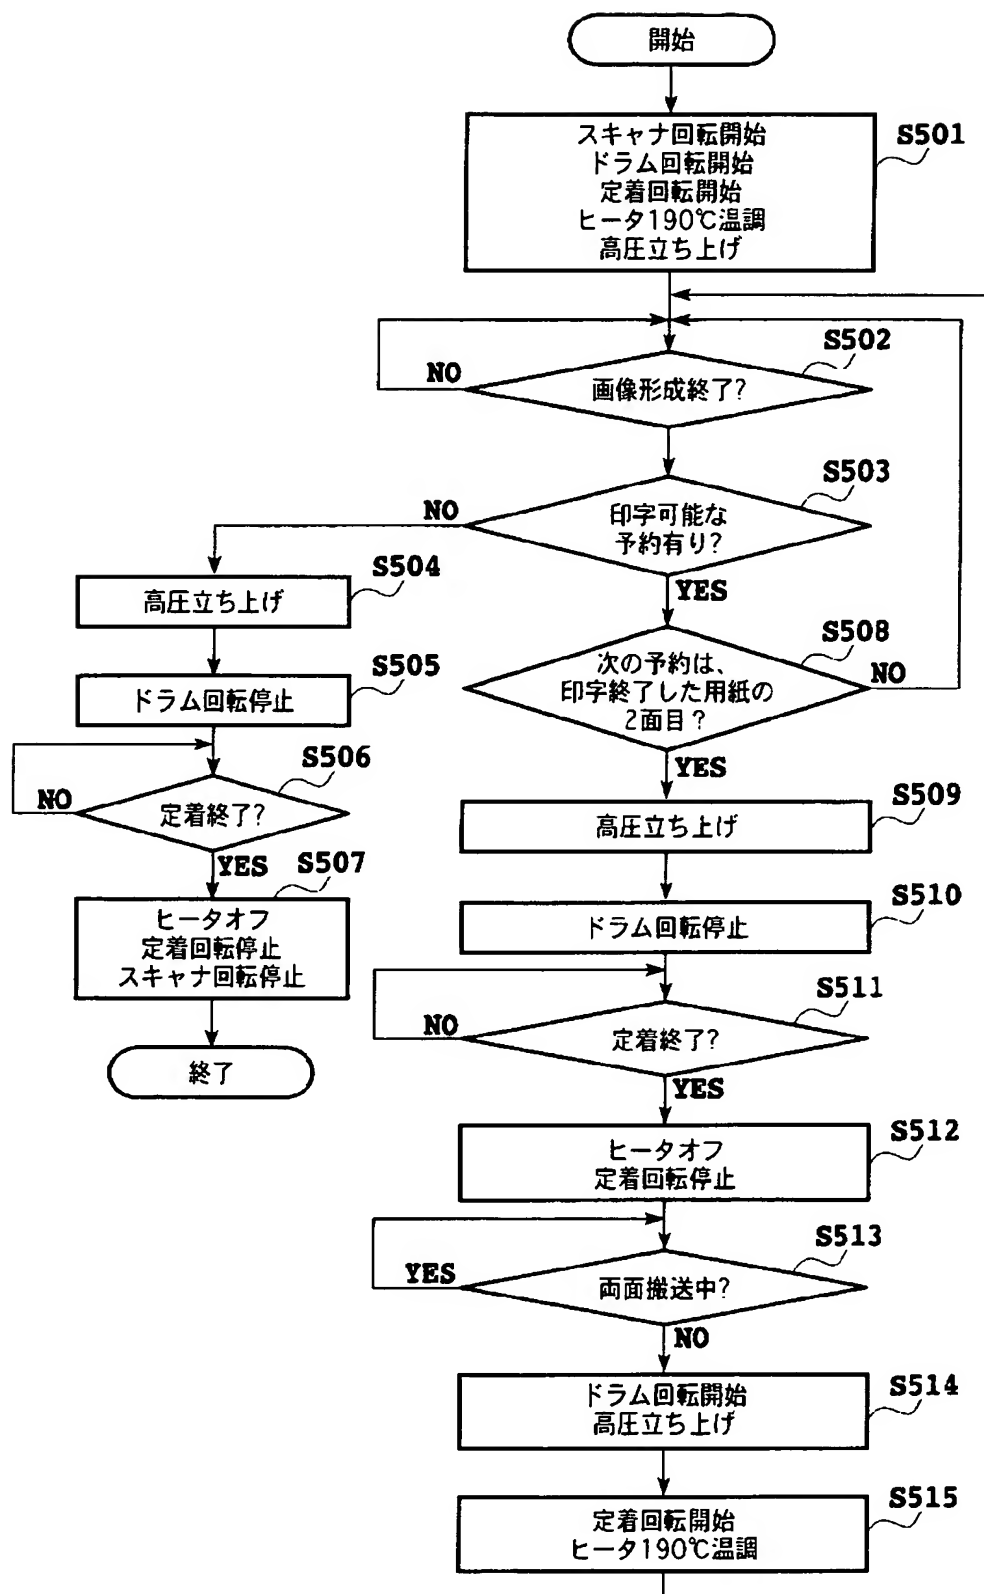 開始
S501
スキャナ回転開始
ドラム回転開始
定着回転開始
ヒータ190℃温調
高圧立ち上げ
S502
NO
画像形成終了?
S503
NO
印字可能な
予約有り?
YES
S504
高圧立ち上げ
S505
ドラム回転停止
S506
NO
定着終了?
YES
S507
ヒータオフ
定着回転停止
スキャナ回転停止
終了
S508
次の予約は、
印字終了した用紙の
2面目?
NO
YES
S509
高圧立ち上げ
S510
ドラム回転停止
S511
NO
定着終了?
YES
S512
ヒータオフ
定着回転停止
S513
YES
両面搬送中?
NO
S514
ドラム回転開始
高圧立ち上げ
S515
定着回転開始
ヒータ190℃温調